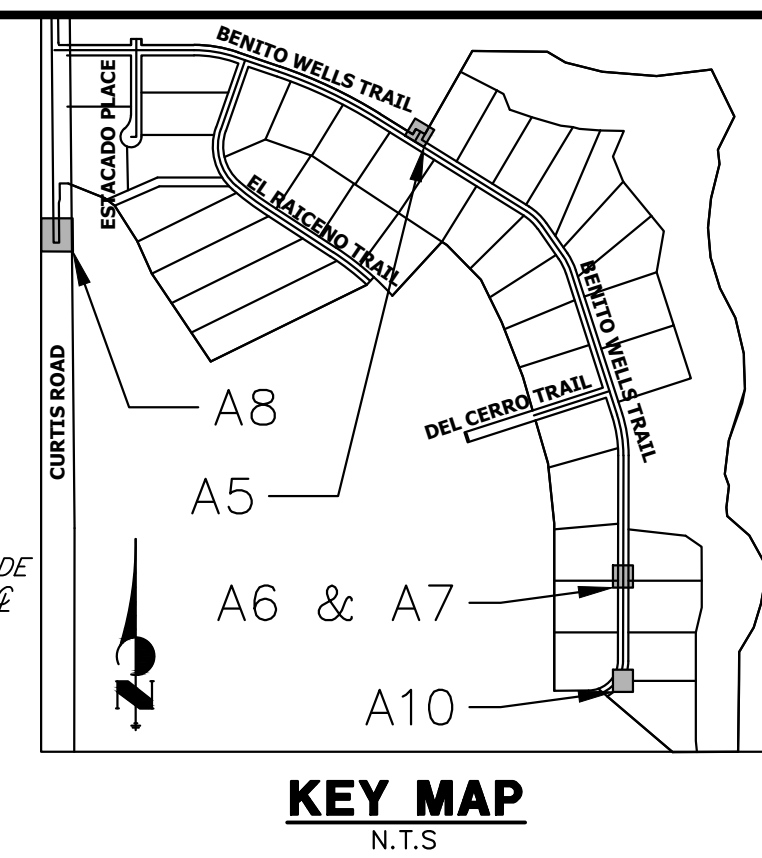 BENITO WELLS TRAIL
ESTACADO PLACE
EL RAICENO TRAIL
BENITO WELLS TRAIL
CURTIS ROAD
DEL CERRO TRAIL
A8
A5
DE
℄
A6 & A7
N
A10
KEY MAP
N.T.S